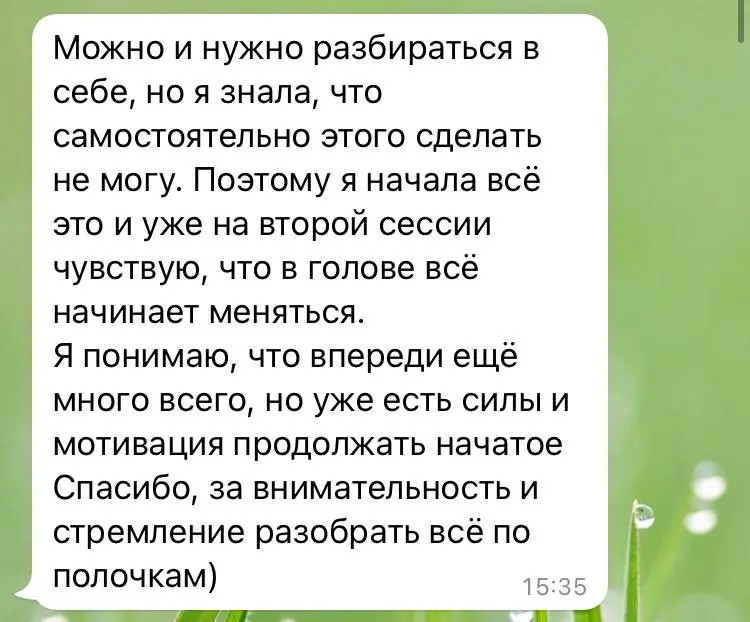 Можно и нужно разбираться в
себе, но я знала, что
самостоятельно этого сделать
не могу. Поэтому я начала всё
это и уже на второй сессии
чувствую, что в голове всё
начинает меняться.
Я понимаю, что впереди ещё
много всего, но уже есть силы и
мотивация продолжать начатое
Спасибо, за внимательность и
стремление разобрать всё по
полочкам)
15:35